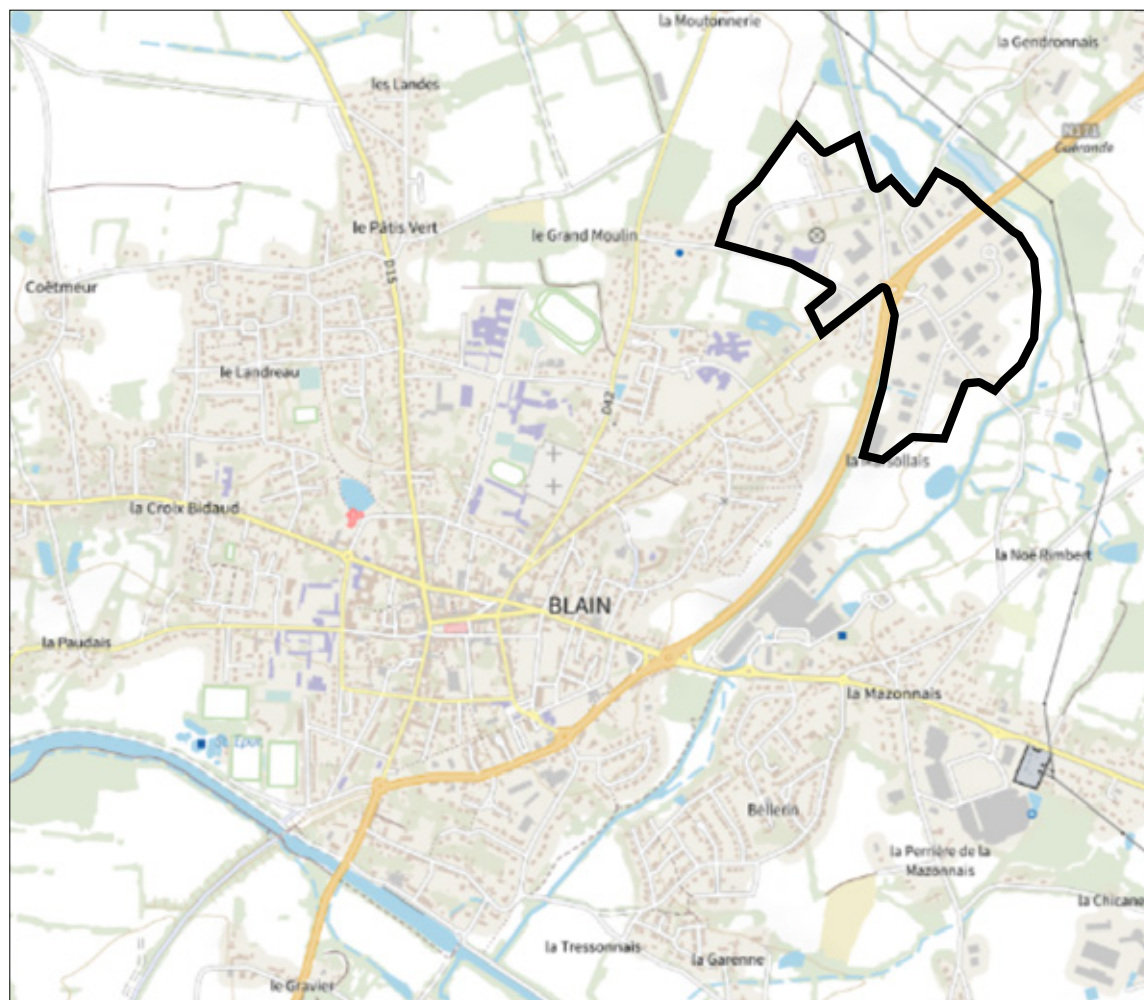 la Moutonnerie
la Gendronnais
les Landes
N171
Guérande
le Pâtis Vert
le Grand Moulin
D15
Coëtmeur
le Landreau
D42
la Croix Bidaud
la Noë Rimbert
BLAIN
la Paudais
la Mazonnais
Bellerin
la Perrière de la
Mazonnais
la Chicane
la Tressonnais
la Garenne
le Gravier